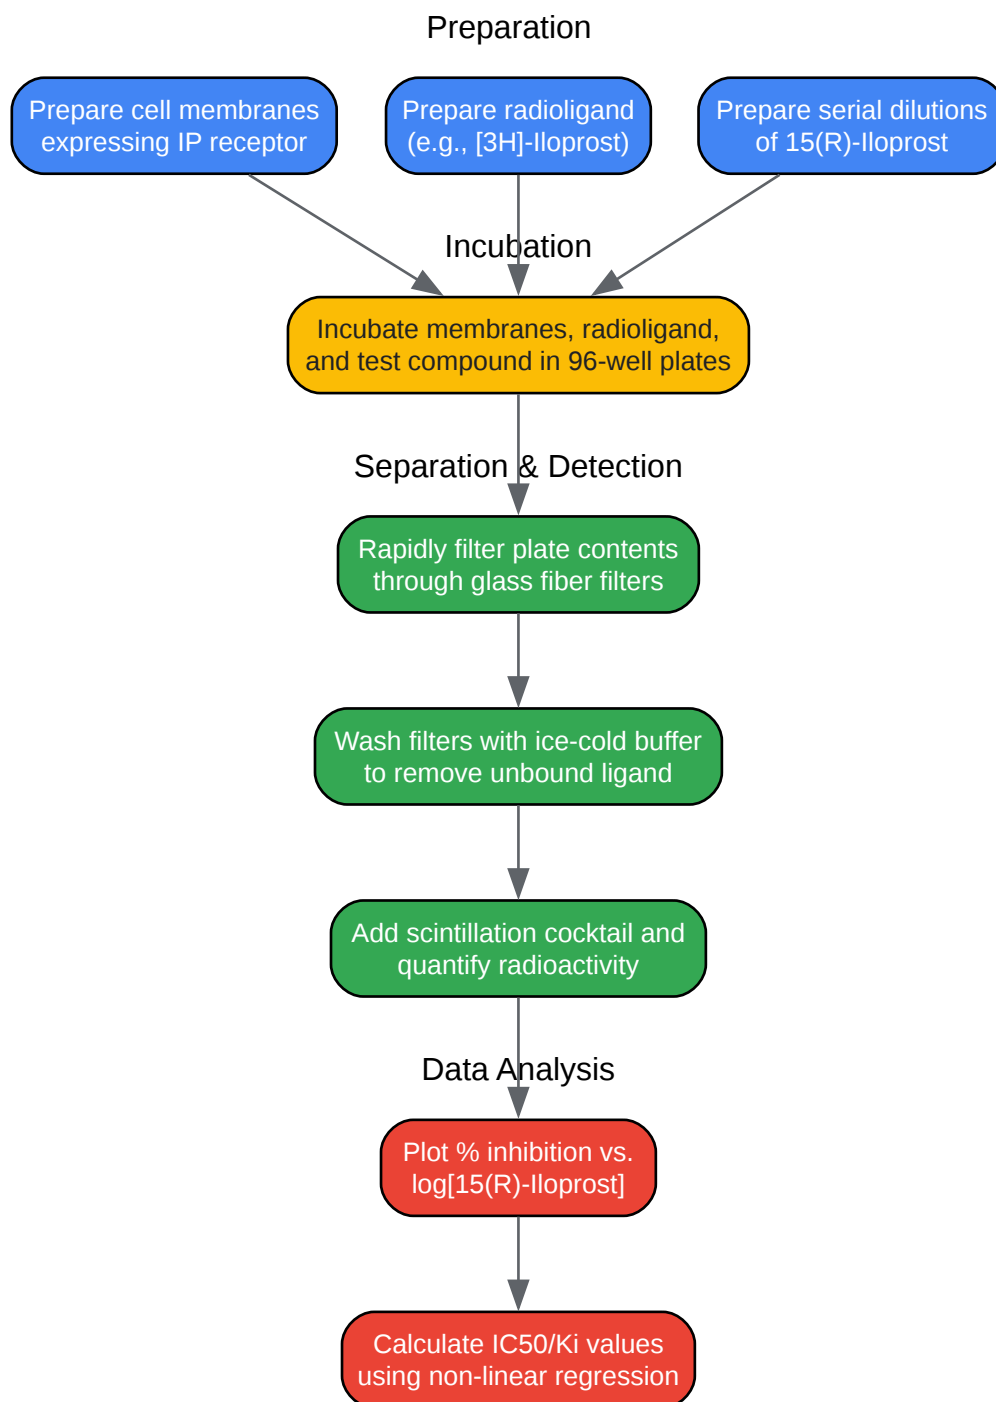 Preparation
Prepare cell membranes
expressing IP receptor
Prepare radioligand
(e.g., [3H]-Iloprost)
Prepare serial dilutions
of 15(R)-Iloprost
Incubation
Incubate membranes, radioligand,
and test compound in 96-well plates
Separation & Detection
Rapidly filter plate contents
through glass fiber filters
Wash filters with ice-cold buffer
to remove unbound ligand
Add scintillation cocktail and
quantify radioactivity
Data Analysis
Plot % inhibition vs.
log[15(R)-Iloprost]
Calculate IC50/Ki values
using non-linear regression